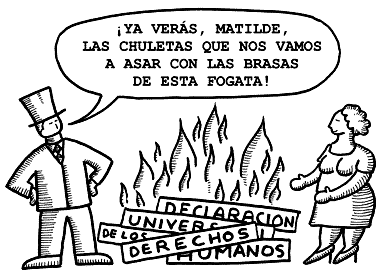 ¡YA VERÁS, MATILDE,
LAS CHULETAS QUE NOS VAMOS
A ASAR CON LAS BRASAS
DE ESTA FOGATA!
DECLARACION
UNIVERS
DE LOS
DERECHOS
HUMANOS